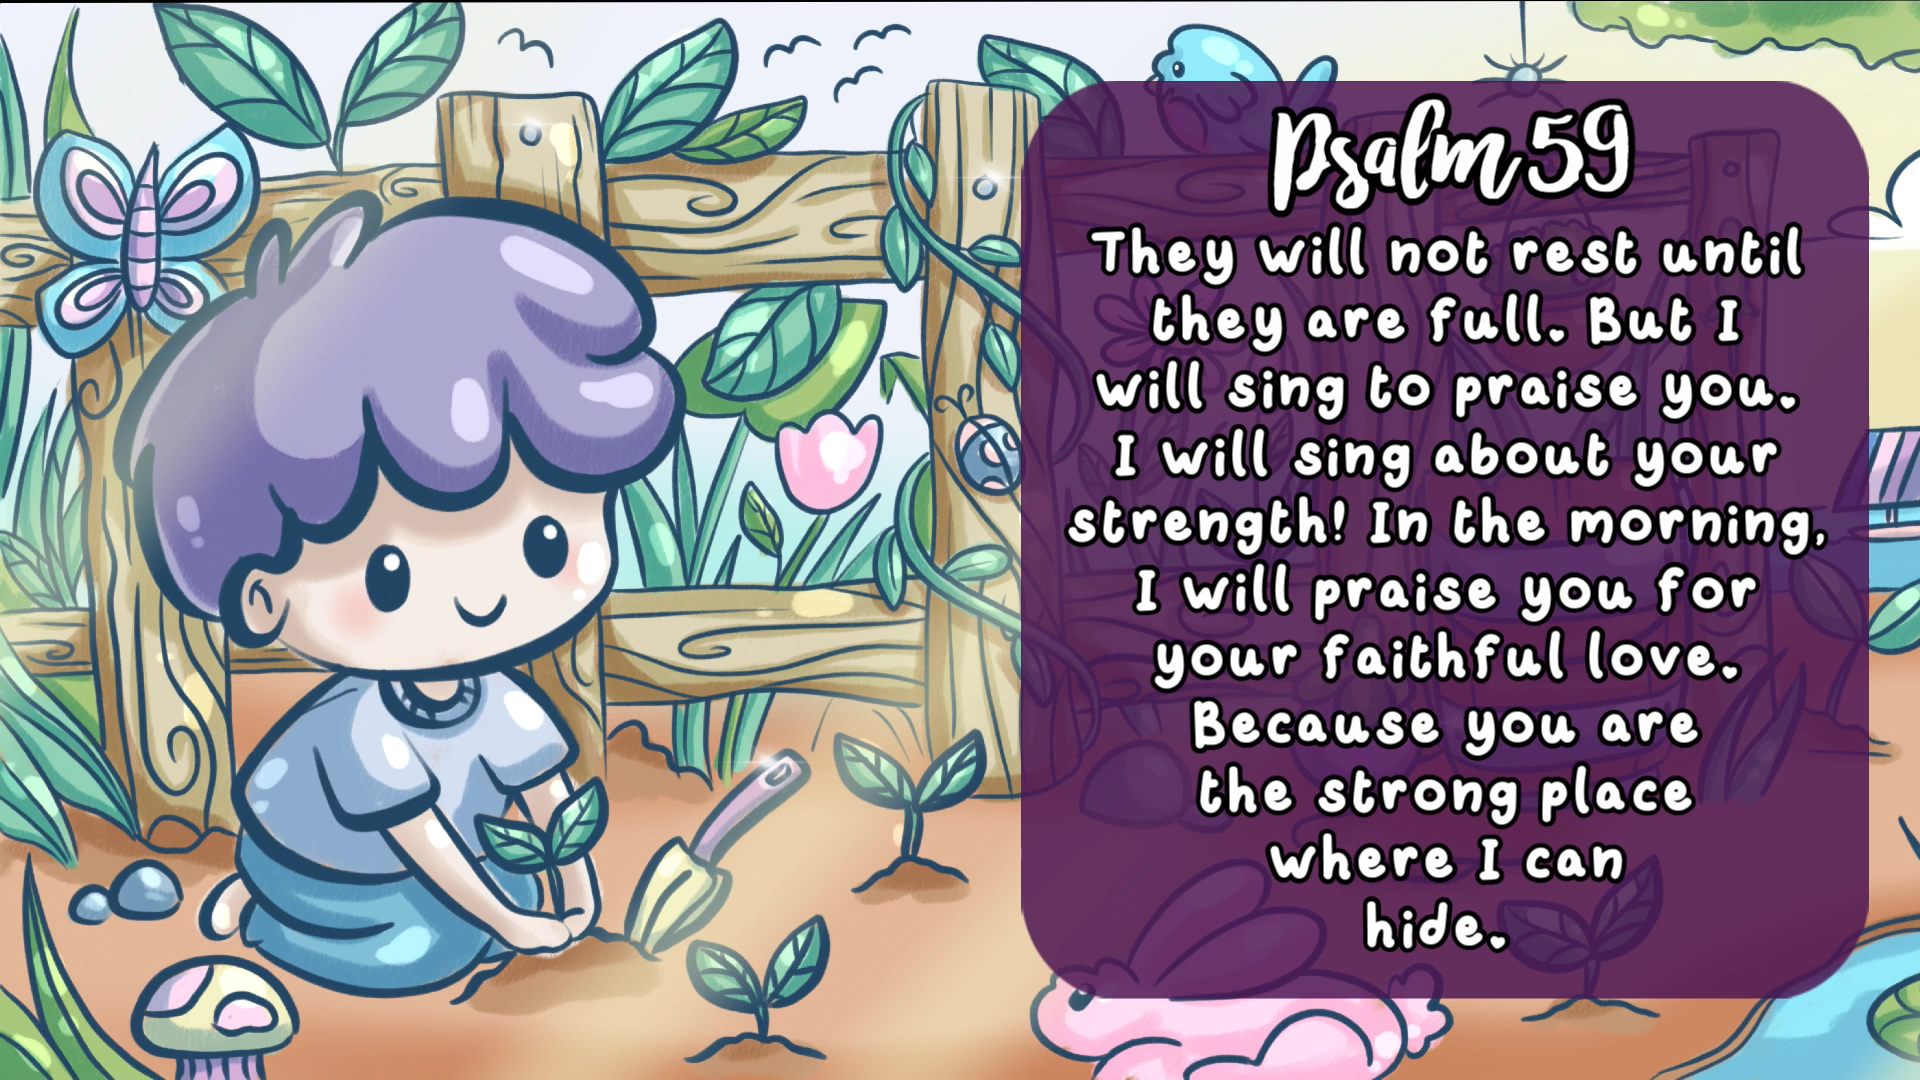 Psalm 59
They will not rest until
they are full. But I
will sing to praise you.
I will sing about your
strength! In the morning,
I will praise you for
your faithful love.
Because you are
the strong place
where I can
hide.